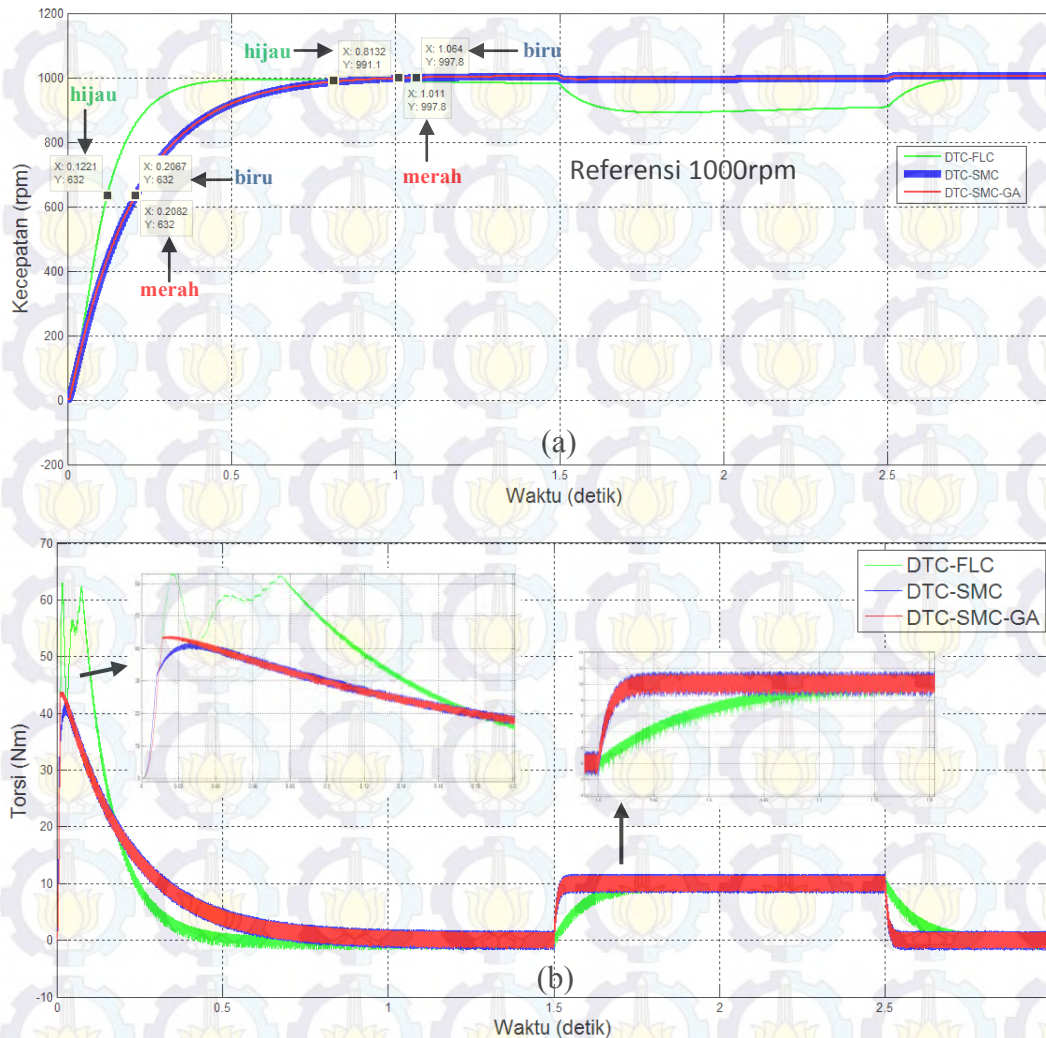 1200
1000
800
600
400
200
0
-200
Kecepatan (rpm)
hijau
X: 0.8132
Y: 991.1
X: 1.064
Y: 997.8
biru
hijau
X: 1.011
Y: 997.8
merah
X: 0.1221
Y: 632
X: 0.2067
Y: 632
biru
X: 0.2082
Y: 632
merah
Referensi 1000rpm
DTC-FLC
DTC-SMC
DTC-SMC-GA
(a)
0 0.5 1 1.5 2 2.5
Waktu (detik)
70
60
50
40
30
20
10
0
-10
Torsi (Nm)
DTC-FLC
DTC-SMC
DTC-SMC-GA
(b)
0 0.5 1 1.5 2 2.5
Waktu (detik)